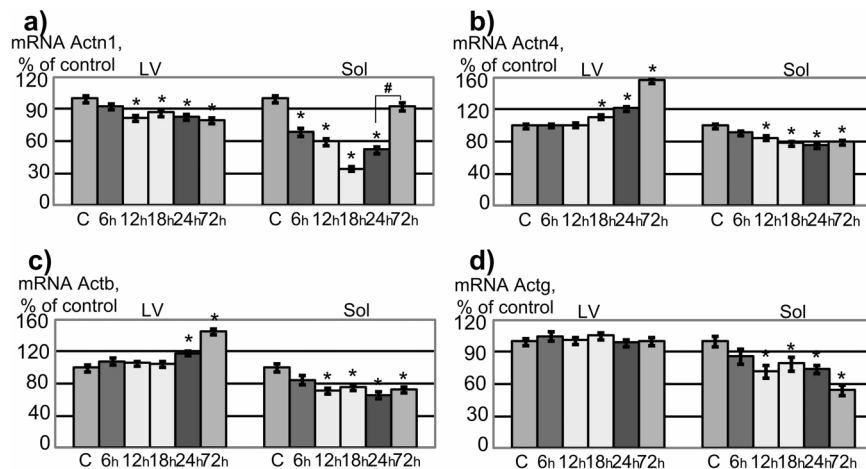 a)
mRNA Actn1,
% of control
LV Sol
120
90
60
30
0
* * * *
* * * * #
C 6h 12h 18h 24h 72h C 6h 12h 18h 24h 72h
b)
mRNA Actn4,
% of control
LV Sol
160
120
80
40
0
* * *
* * * *
C 6h 12h 18h 24h 72h C 6h 12h 18h 24h 72h
c)
mRNA Actb,
% of control
LV Sol
160
120
80
40
0
* *
* * * *
C 6h 12h 18h 24h 72h C 6h 12h 18h 24h 72h
d)
mRNA Actg,
% of control
LV Sol
120
90
60
30
0
* * * *
C 6h 12h 18h 24h 72h C 6h 12h 18h 24h 72h